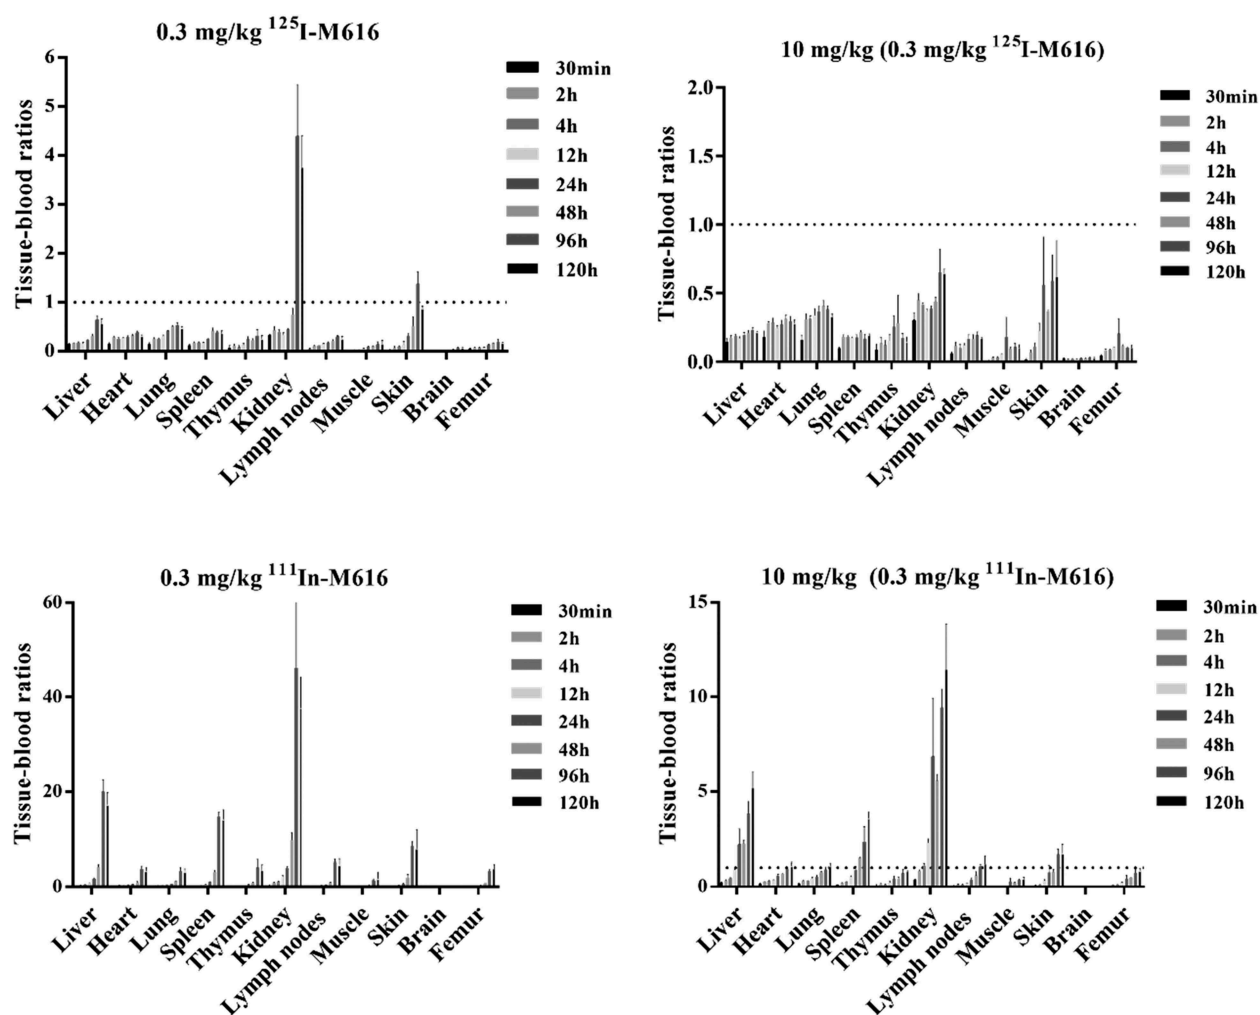 0.3 mg/kg ¹²⁵I-M616
6
5
4
3
2
1
0
Tissue-blood ratios
30min
2h
4h
12h
24h
48h
96h
120h
Liver
Heart
Lung
Spleen
Thymus
Kidney
Lymph nodes
Muscle
Skin
Brain
Femur
10 mg/kg (0.3 mg/kg ¹²⁵I-M616)
2.0
1.5
1.0
0.5
0.0
Tissue-blood ratios
30min
2h
4h
12h
24h
48h
96h
120h
Liver
Heart
Lung
Spleen
Thymus
Kidney
Lymph nodes
Muscle
Skin
Brain
Femur
0.3 mg/kg ¹¹¹In-M616
60
40
20
0
Tissue-blood ratios
30min
2h
4h
12h
24h
48h
96h
120h
Liver
Heart
Lung
Spleen
Thymus
Kidney
Lymph nodes
Muscle
Skin
Brain
Femur
10 mg/kg (0.3 mg/kg ¹¹¹In-M616)
15
10
5
0
Tissue-blood ratios
30min
2h
4h
12h
24h
48h
96h
120h
Liver
Heart
Lung
Spleen
Thymus
Kidney
Lymph nodes
Muscle
Skin
Brain
Femur